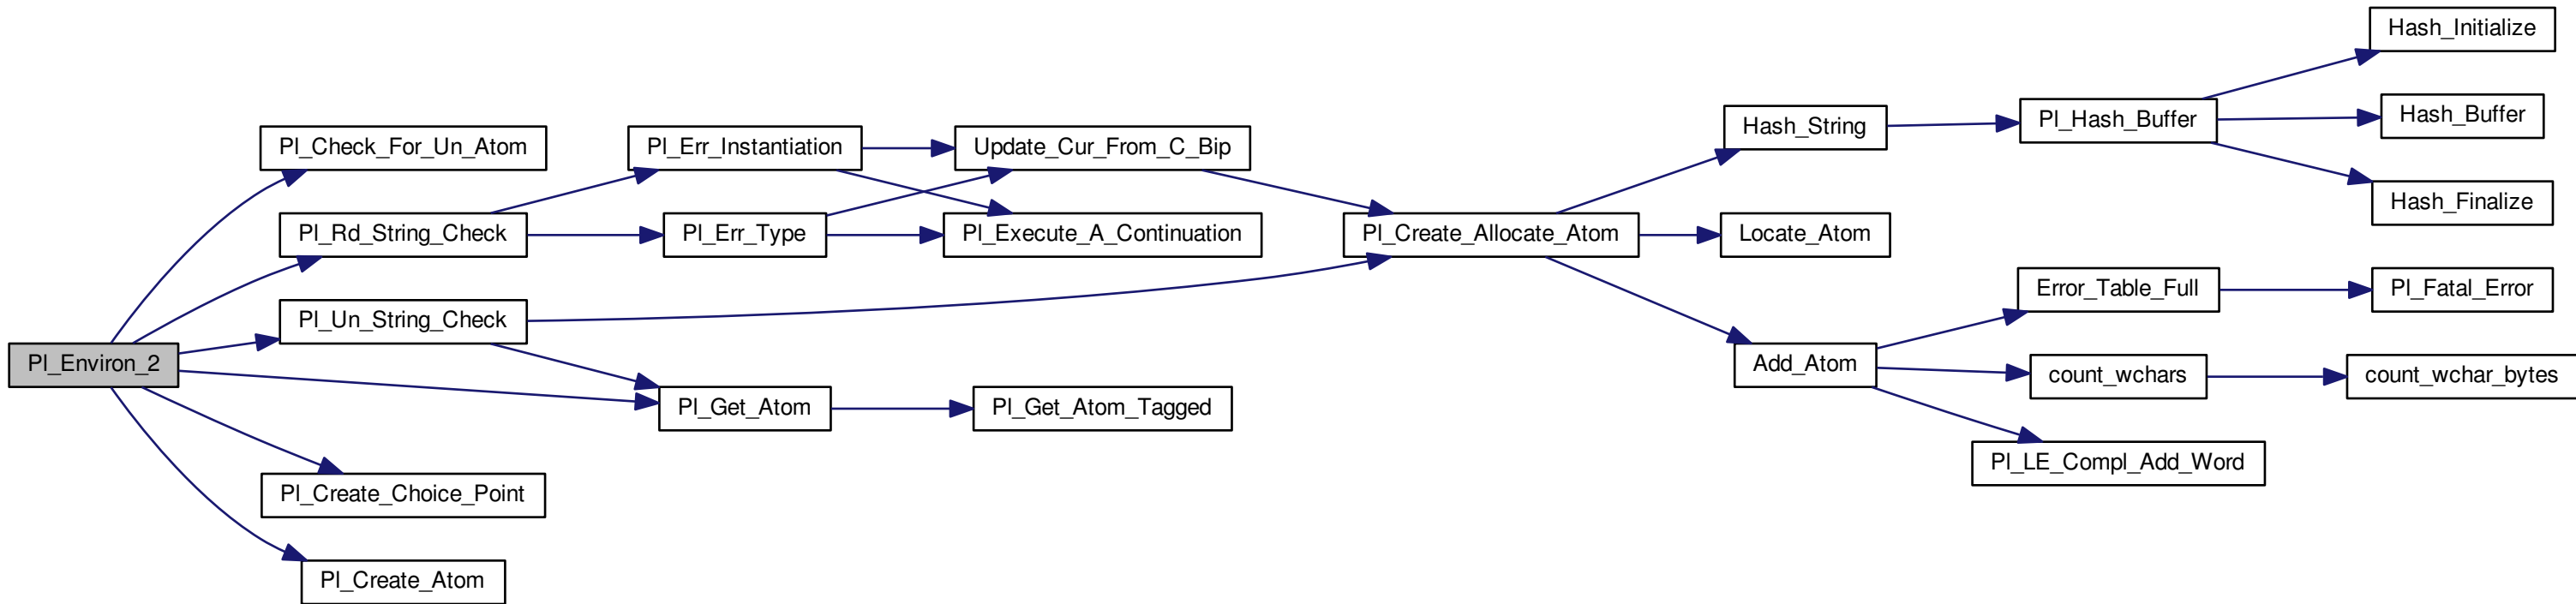 Pl_Environ_2
Pl_Check_For_Un_Atom
Pl_Rd_String_Check
Pl_Un_String_Check
Pl_Create_Choice_Point
Pl_Create_Atom
Pl_Err_Instantiation
Pl_Err_Type
Pl_Get_Atom
Update_Cur_From_C_Bip
Pl_Execute_A_Continuation
Pl_Get_Atom_Tagged
Pl_Create_Allocate_Atom
Hash_String
Locate_Atom
Add_Atom
Pl_Hash_Buffer
Error_Table_Full
count_wchars
Pl_LE_Compl_Add_Word
Hash_Initialize
Hash_Buffer
Hash_Finalize
Pl_Fatal_Error
count_wchar_bytes